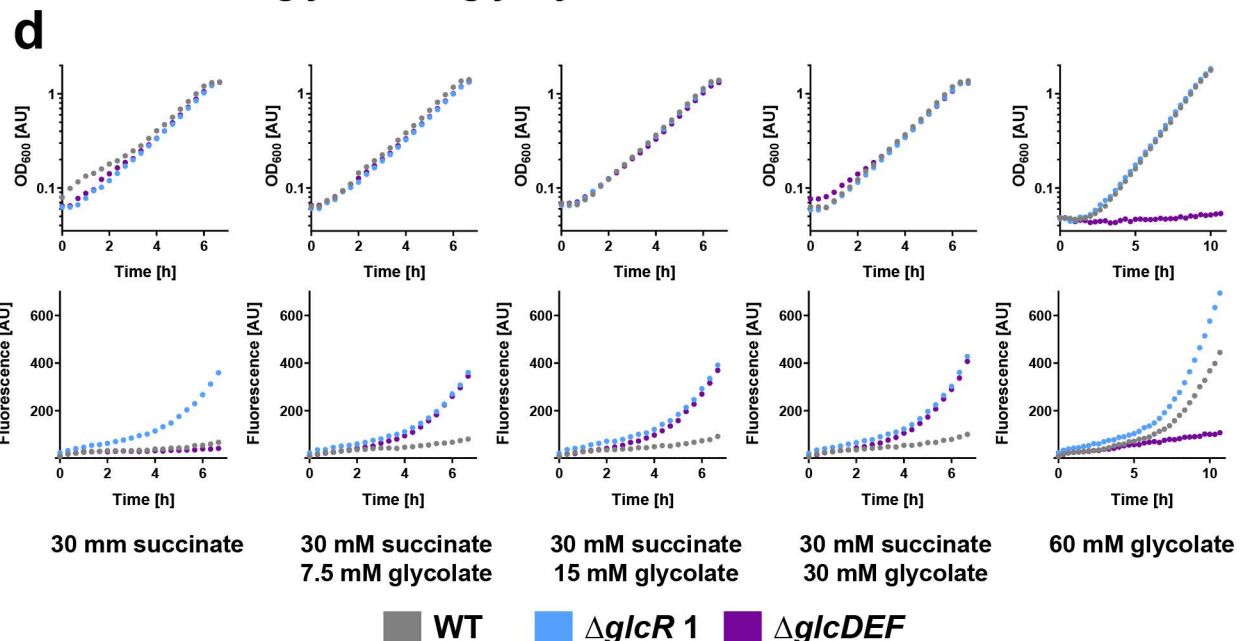 d
OD600 [AU]
1
0.1
0 2 4 6
Time [h]
OD600 [AU]
1
0.1
0 2 4 6
Time [h]
OD600 [AU]
1
0.1
0 2 4 6
Time [h]
OD600 [AU]
1
0.1
0 2 4 6
Time [h]
OD600 [AU]
1
0.1
0 5 10
Time [h]
Fluorescence [AU]
600
400
200
0 2 4 6
Time [h]
Fluorescence [AU]
600
400
200
0 2 4 6
Time [h]
Fluorescence [AU]
600
400
200
0 2 4 6
Time [h]
Fluorescence [AU]
600
400
200
0 2 4 6
Time [h]
Fluorescence [AU]
600
400
200
0 5 10
Time [h]
30 mm succinate
30 mM succinate
7.5 mM glycolate
30 mM succinate
15 mM glycolate
30 mM succinate
30 mM glycolate
60 mM glycolate
WT ΔglcR 1 ΔglcDEF